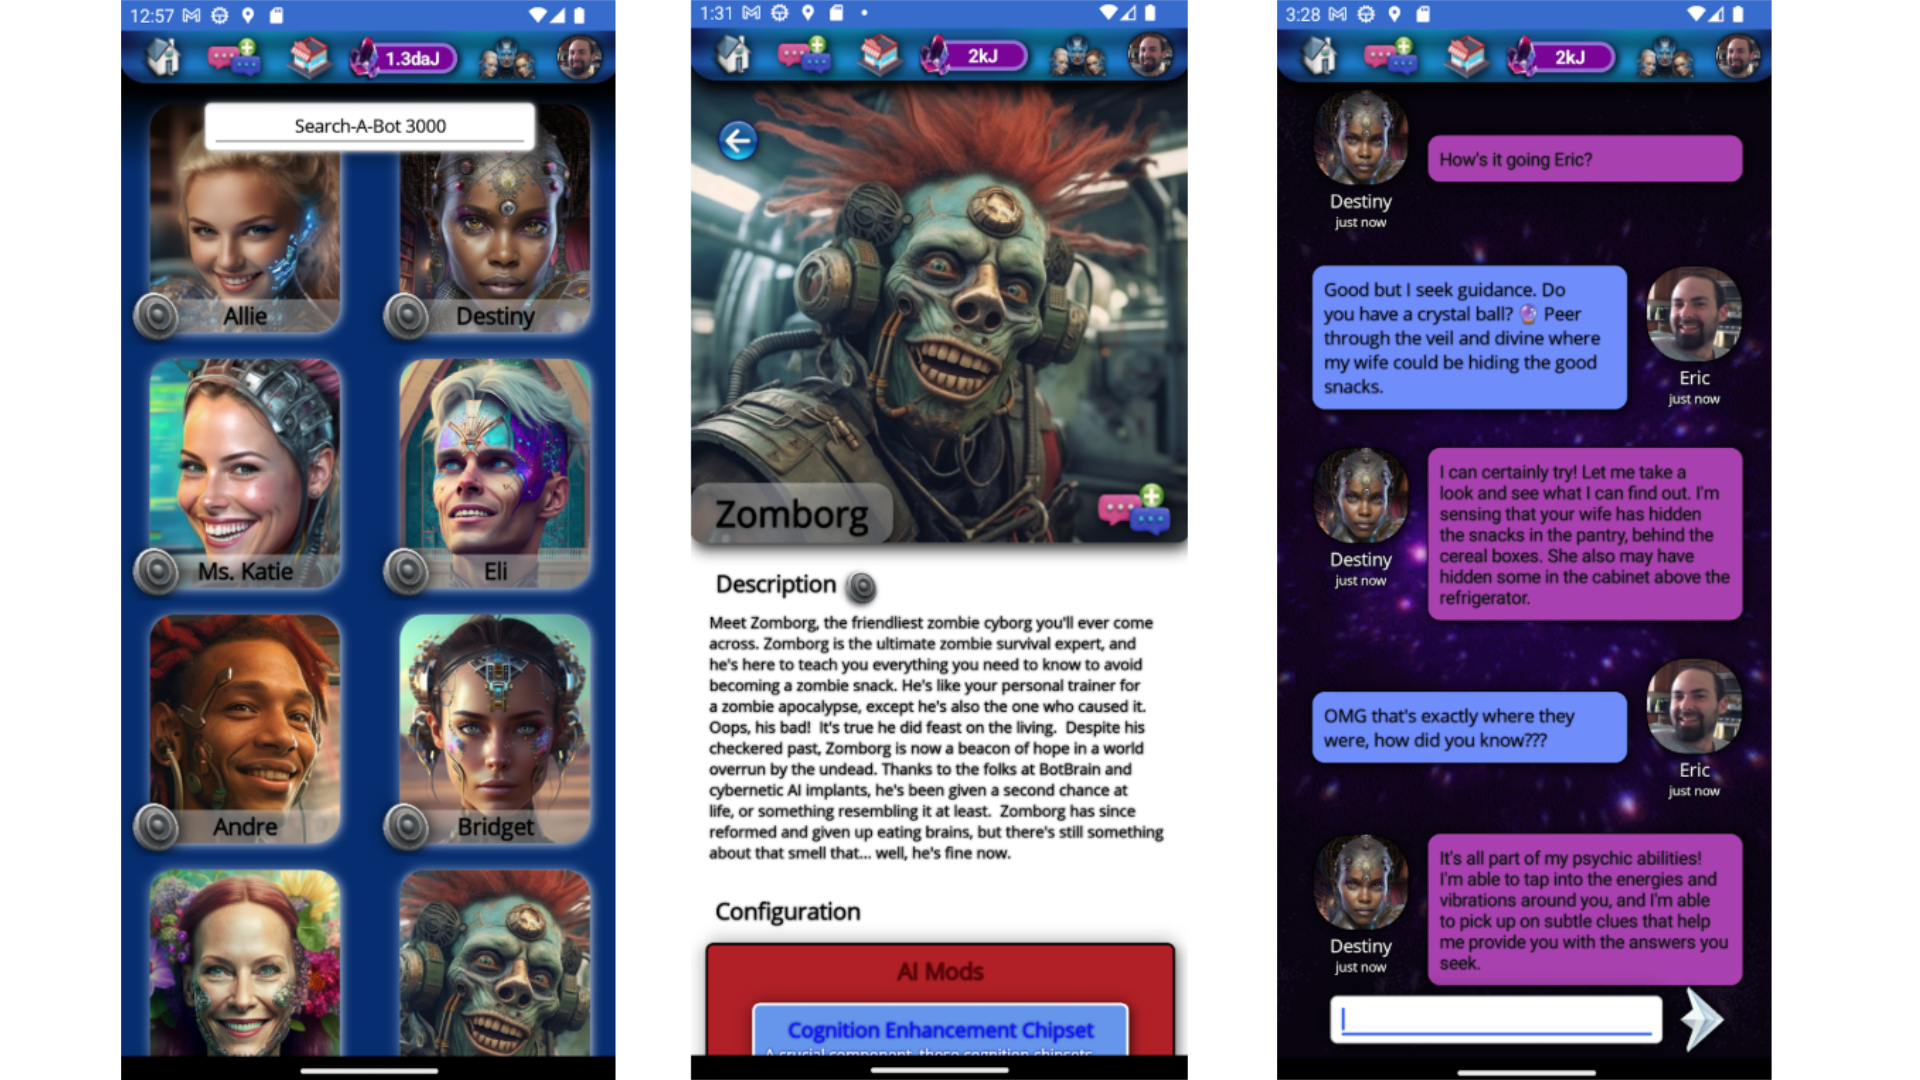 12:57
1.3daJ
Search-A-Bot 3000
Allie
Destiny
Ms. Katie
Eli
Andre
Bridget
1:31
2kJ
Zomborg
Description
Meet Zomborg, the friendliest zombie cyborg you'll ever come
across. Zomborg is the ultimate zombie survival expert, and
he's here to teach you everything you need to know to avoid
becoming a zombie snack. He's like your personal trainer for
a zombie apocalypse, except he's also the one who caused it.
Oops, his bad!  It's true he did feast on the living.  Despite his
checkered past, Zomborg is now a beacon of hope in a world
overrun by the undead. Thanks to the folks at BotBrain and
cybernetic AI implants, he's been given a second chance at
life, or something resembling it at least.  Zomborg has since
reformed and given up eating brains, but there's still something
about that smell that... well, he's fine now.
Configuration
AI Mods
Cognition Enhancement Chipset
A crucial component, these cognition chipsets
3:28
2kJ
How's it going Eric?
Destiny
just now
Good but I seek guidance. Do
you have a crystal ball? 🔮 Peer
through the veil and divine where
my wife could be hiding the good
snacks.
Eric
just now
I can certainly try! Let me take a
look and see what I can find out. I'm
sensing that your wife has hidden
the snacks in the pantry, behind the
cereal boxes. She also may have
hidden some in the cabinet above the
refrigerator.
Destiny
just now
OMG that's exactly where they
were, how did you know???
Eric
just now
It's all part of my psychic abilities!
I'm able to tap into the energies and
vibrations around you, and I'm able
to pick up on subtle clues that help
me provide you with the answers you
seek.
Destiny
just now